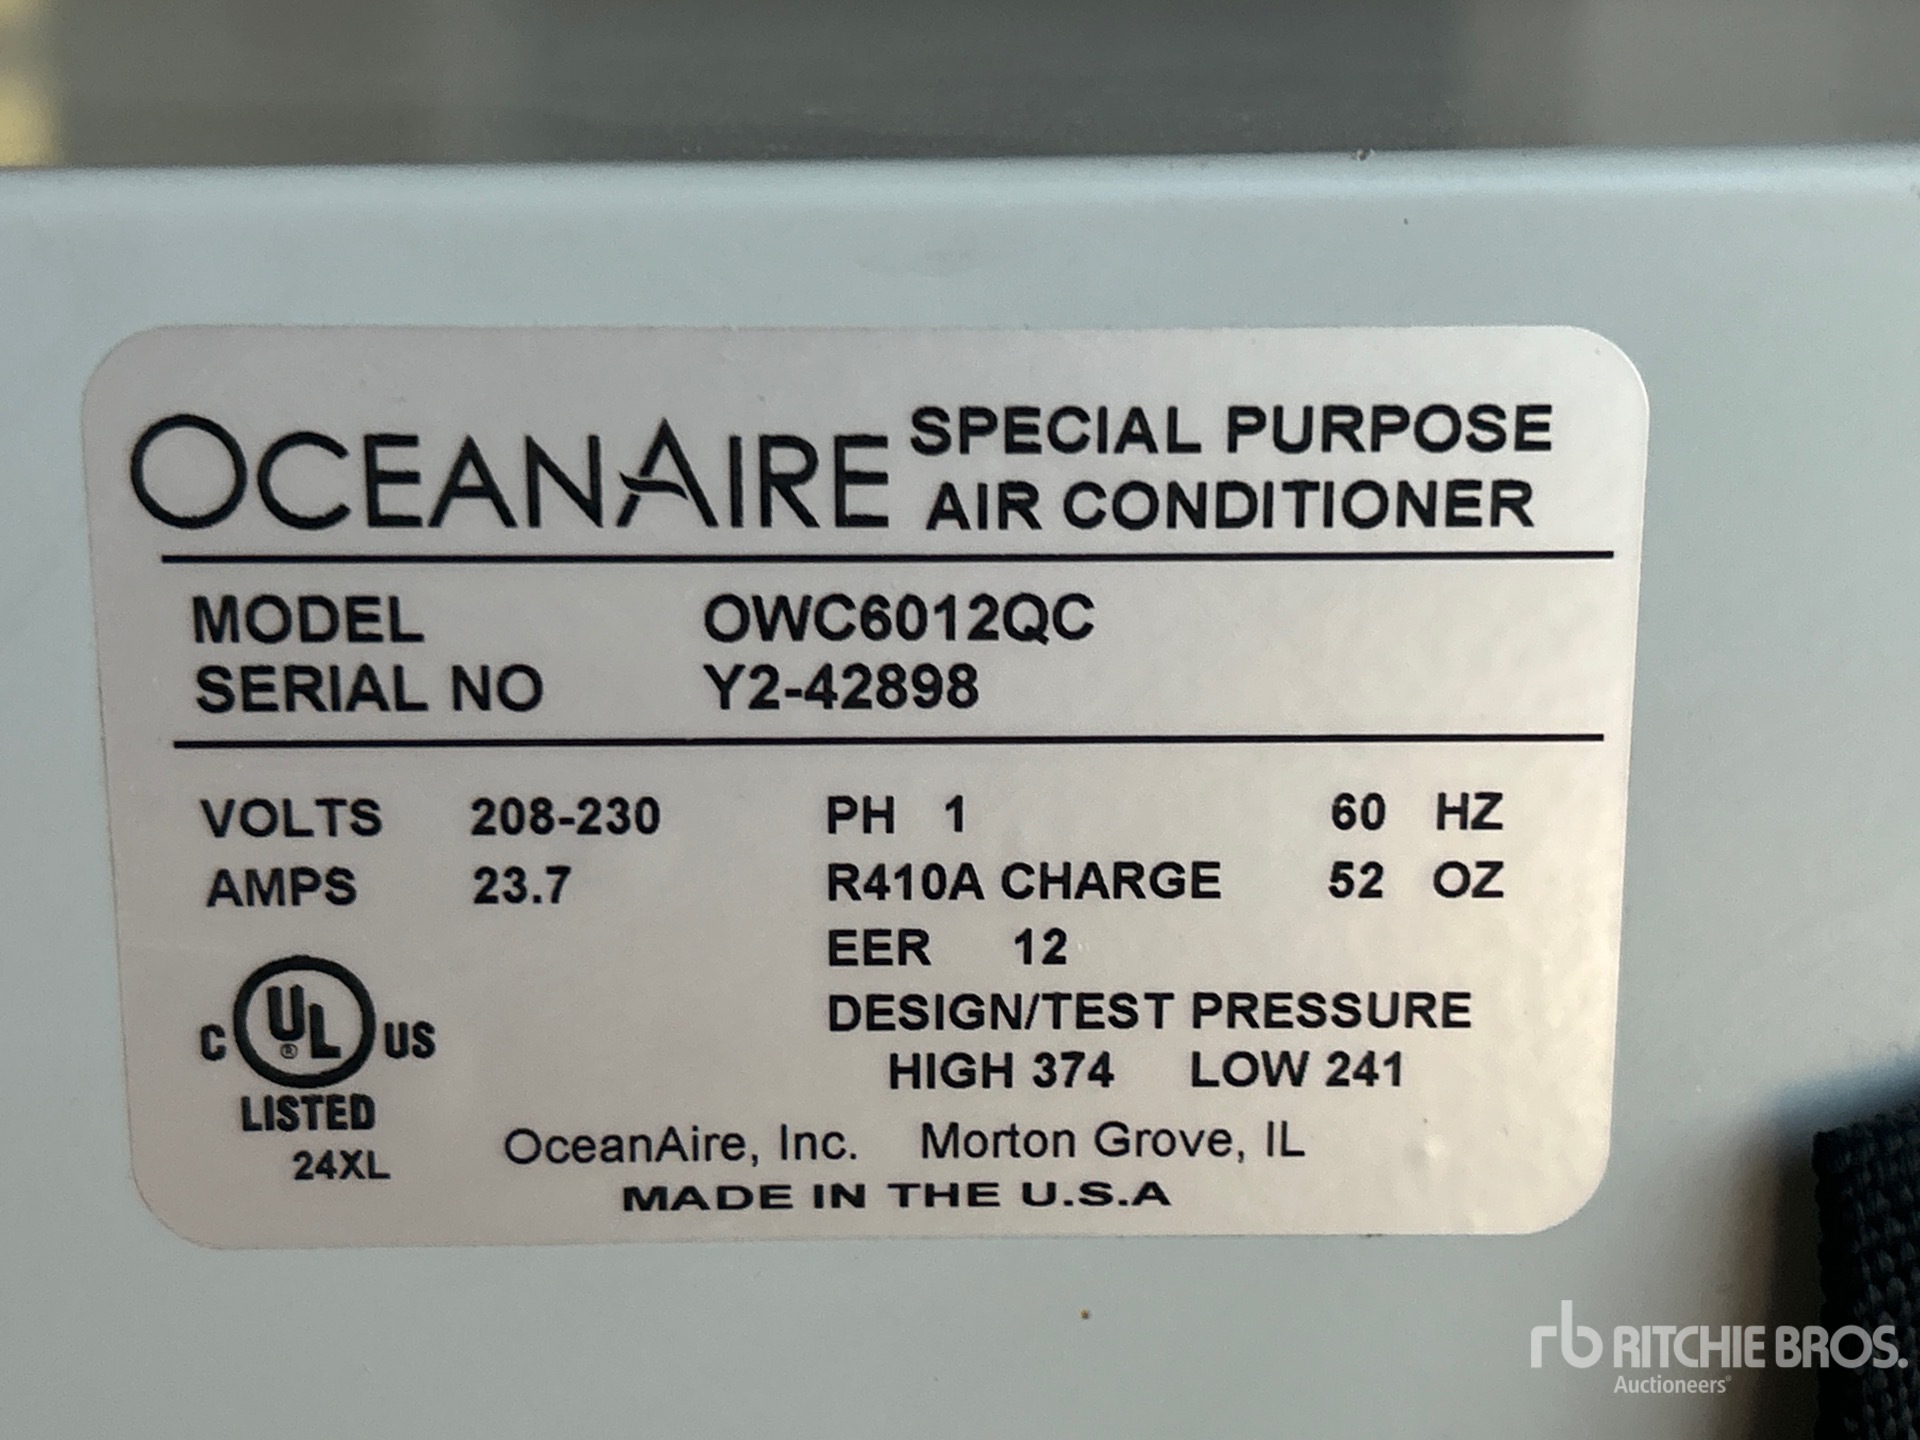 OCEANAIRE SPECIAL PURPOSE
AIR CONDITIONER
MODEL OWC6012QC
SERIAL NO Y2-42898
VOLTS 208-230 PH 1 60 HZ
AMPS 23.7 R410A CHARGE 52 OZ
EER 12
DESIGN/TEST PRESSURE
HIGH 374 LOW 241
C UL® US
LISTED
24XL
OceanAire, Inc. Morton Grove, IL
MADE IN THE U.S.A
rb RITCHIE BROS.
Auctioneers®